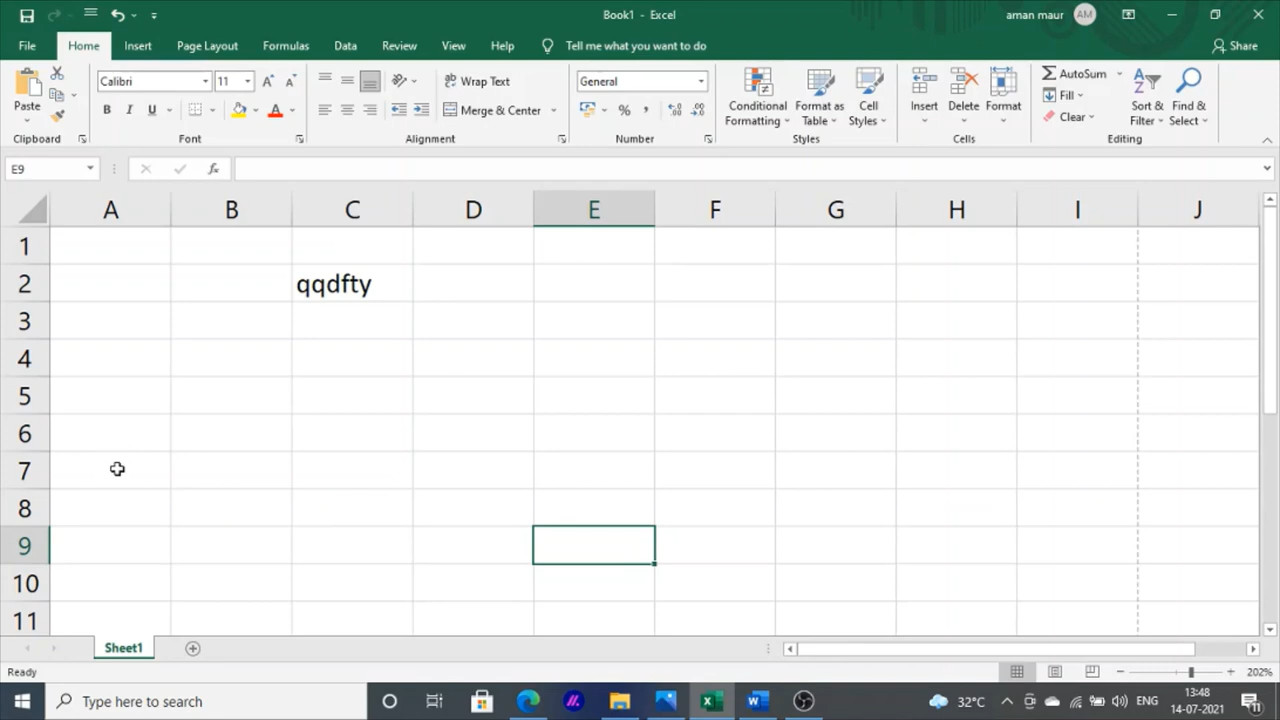 Book1 - Excel
aman maur AM
File Home Insert Page Layout Formulas Data Review View Help Tell me what you want to do Share
Paste Calibri 11 Wrap Text General Conditional Formatting Format as Table Cell Styles Insert Delete Format AutoSum Sort & Filter Find & Select
B I U Merge & Center % Fill
Clear
Clipboard Font Alignment Number Styles Cells Editing
E9 fx
A B C D E F G H I J
1
2 qqdfty
3
4
5
6
7
8
9
10
11
Sheet1
Ready 202%
Type here to search 32°C ENG 13:48
14-07-2021 11